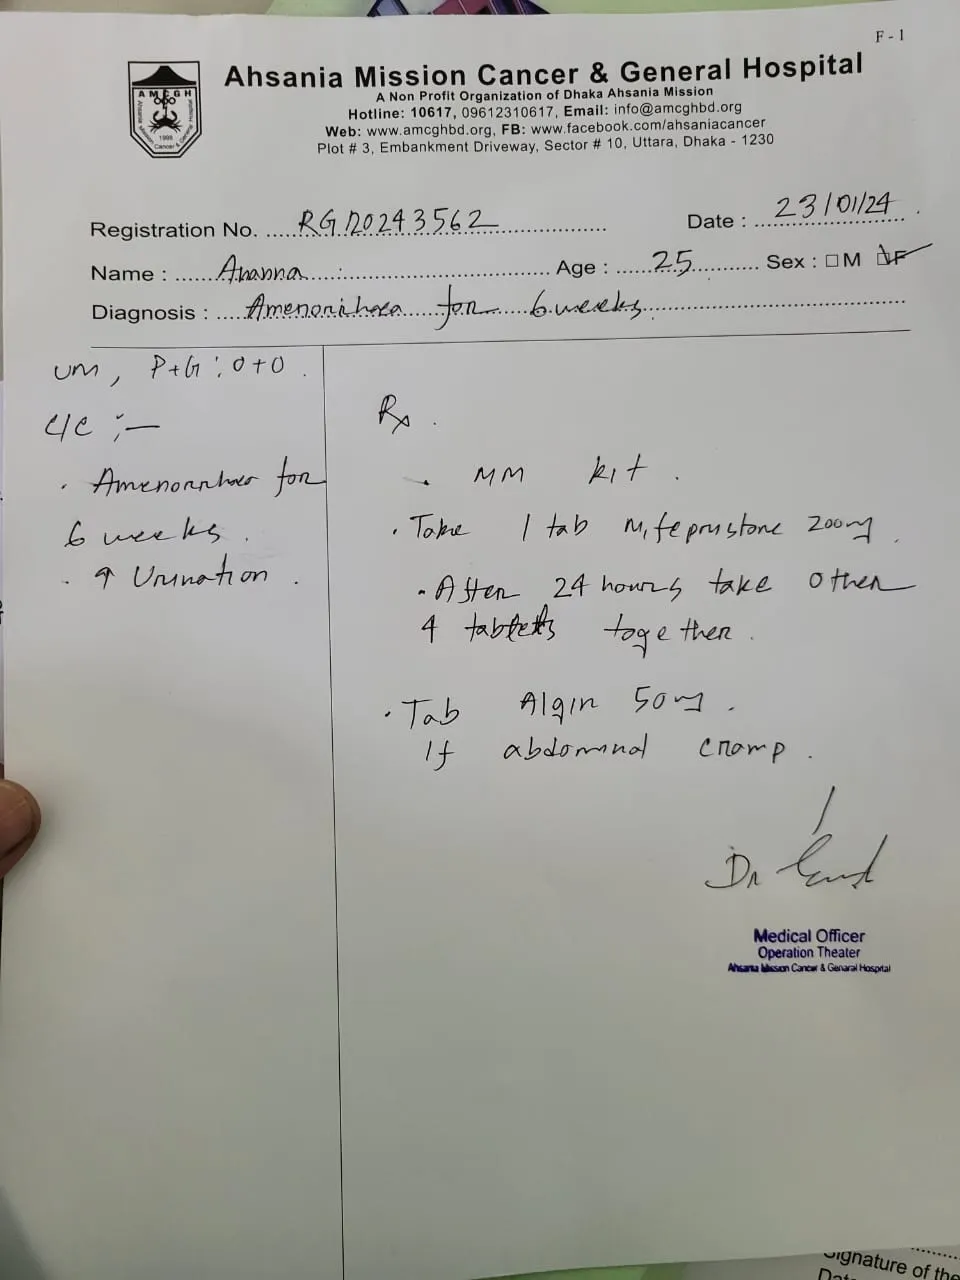 F - 1
Ahsania Mission Cancer & General Hospital
A Non Profit Organization of Dhaka Ahsania Mission
Hotline: 10617, 09612310617, Email: info@amcghbd.org
Web: www.amcghbd.org, FB: www.facebook.com/ahsaniacancer
Plot # 3, Embankment Driveway, Sector # 10, Uttara, Dhaka - 1230
AMCGH
Ahsania Mission Cancer & General Hospital
Registration No. RG120243562 Date : 23/01/24
Name : Ananna Age : 25 Sex : M F
Diagnosis : Amenorrhoea for 6 weeks
UM, P+G : 0+0.
C/C :-
. Amenorrhoea for
6 weeks.
. ↑ Urination.
Rx.
. MM kit.
. Take 1 tab Mifepristone 200mg.
. After 24 hours take other
4 tablets together.
. Tab Algin 50mg.
If abdominal cramp.
Dr
Medical Officer
Operation Theater
Ahsania Mission Cancer & Genaral Hospital
Signature of the